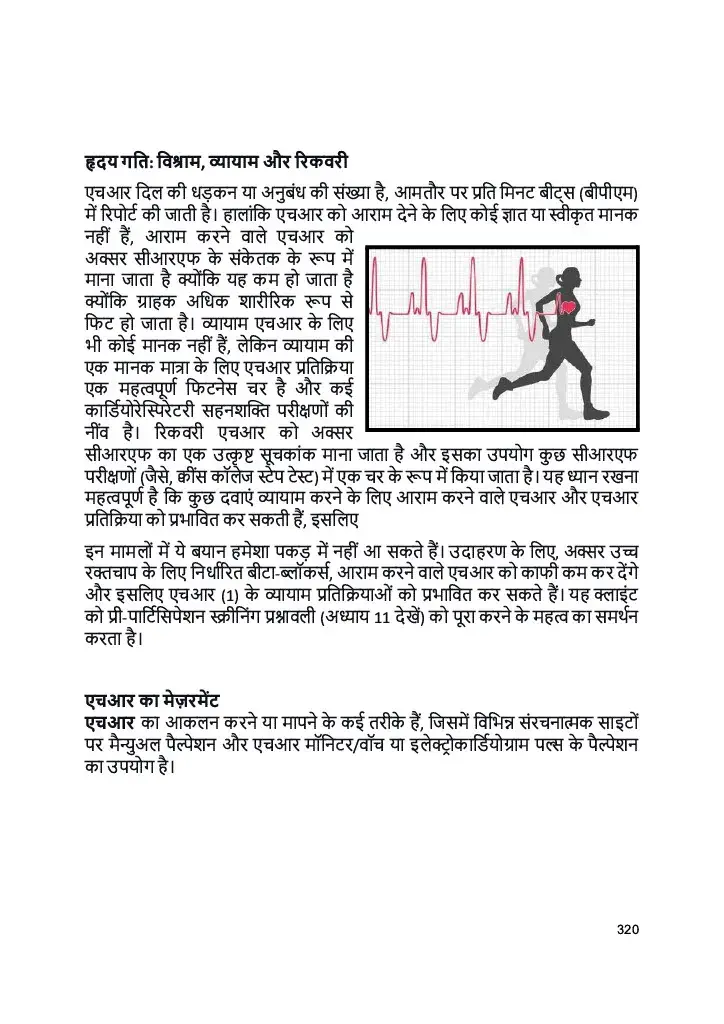 हृदय गति: विश्राम, व्यायाम और रिकवरी
एचआर दिल की धड़कन या अनुबंध की संख्या है, आमतौर पर प्रति मिनट बीट्स (बीपीएम)
में रिपोर्ट की जाती है। हालांकि एचआर को आराम देने के लिए कोई ज्ञात या स्वीकृत मानक
नहीं हैं, आराम करने वाले एचआर को
अक्सर सीआरएफ के संकेतक के रूप में
माना जाता है क्योंकि यह कम हो जाता है
क्योंकि ग्राहक अधिक शारीरिक रूप से
फिट हो जाता है। व्यायाम एचआर के लिए
भी कोई मानक नहीं हैं, लेकिन व्यायाम की
एक मानक मात्रा के लिए एचआर प्रतिक्रिया
एक महत्वपूर्ण फिटनेस चर है और कई
कार्डियोरेस्पिरेटरी सहनशक्ति परीक्षणों की
नींव है। रिकवरी एचआर को अक्सर
सीआरएफ का एक उत्कृष्ट सूचकांक माना जाता है और इसका उपयोग कुछ सीआरएफ
परीक्षणों (जैसे, क्वींस कॉलेज स्टेप टेस्ट) में एक चर के रूप में किया जाता है। यह ध्यान रखना
महत्वपूर्ण है कि कुछ दवाएं व्यायाम करने के लिए आराम करने वाले एचआर और एचआर
प्रतिक्रिया को प्रभावित कर सकती हैं, इसलिए
इन मामलों में ये बयान हमेशा पकड़ में नहीं आ सकते हैं। उदाहरण के लिए, अक्सर उच्च
रक्तचाप के लिए निर्धारित बीटा-ब्लॉकर्स, आराम करने वाले एचआर को काफी कम कर देंगे
और इसलिए एचआर (1) के व्यायाम प्रतिक्रियाओं को प्रभावित कर सकते हैं। यह क्लाइंट
को प्री-पार्टिसिपेशन स्क्रीनिंग प्रश्नावली (अध्याय 11 देखें) को पूरा करने के महत्व का समर्थन
करता है।
एचआर का मेज़रमेंट
एचआर का आकलन करने या मापने के कई तरीके हैं, जिसमें विभिन्न संरचनात्मक साइटों
पर मैन्युअल पैल्पेशन और एचआर मॉनिटर/वॉच या इलेक्ट्रोकार्डियोग्राम पल्स के पैल्पेशन
का उपयोग है।
320